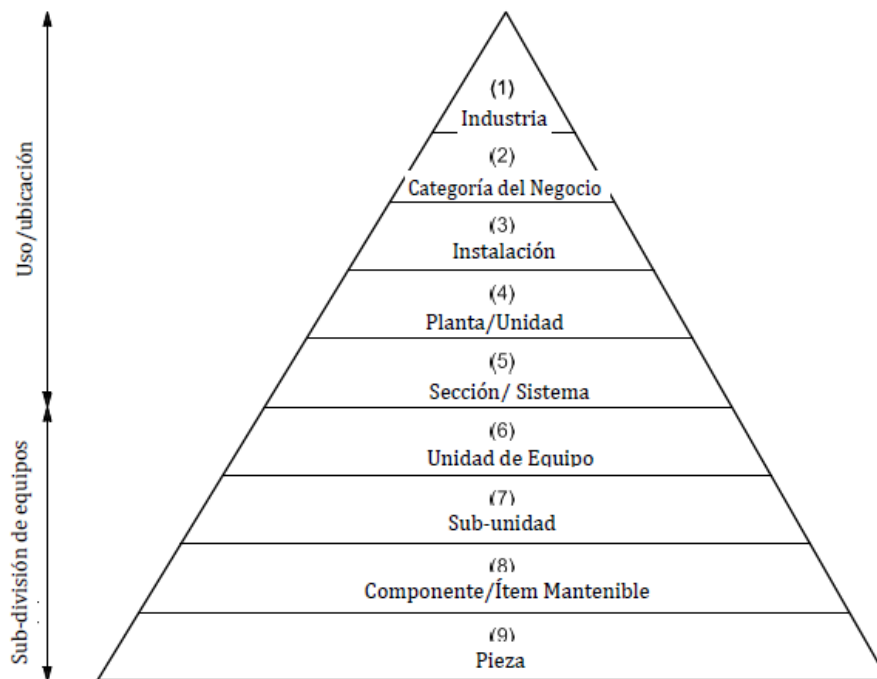 (1)
Industria
(2)
Categoría del Negocio
(3)
Instalación
(4)
Planta/Unidad
(5)
Sección/ Sistema
(6)
Unidad de Equipo
(7)
Sub-unidad
(8)
Componente/Ítem Mantenible
(9)
Pieza
Uso/ubicación
Sub-división de equipos